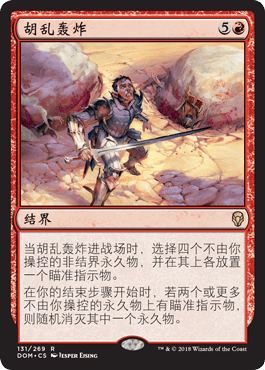 胡乱轰炸 5
结界
当胡乱轰炸进战场时，选择四个不由你
操控的非结界永久物，并在其上各放置
一个瞄准指示物。
在你的结束步骤开始时，若两个或更多
不由你操控的永久物上有瞄准指示物，
则随机消灭其中一个永久物。
131/269 R
DOM • CS JESPER EJSING
™ & © 2018 Wizards of the Coast